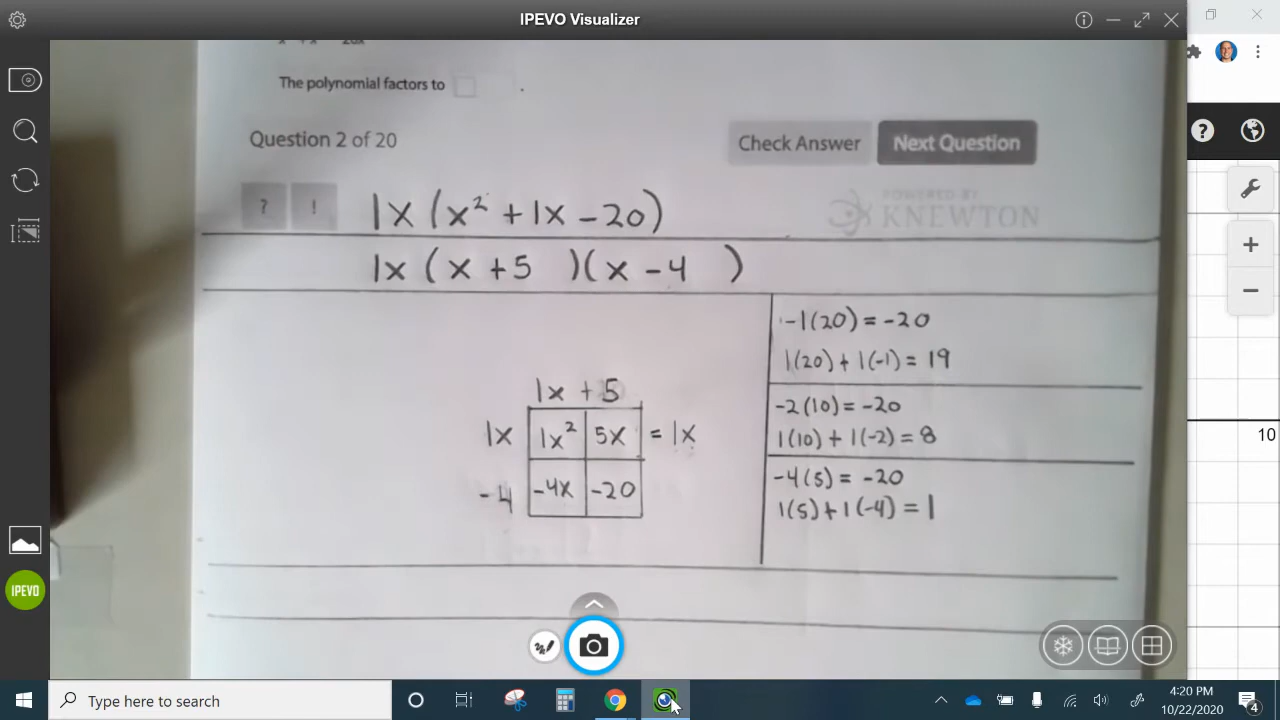 IPEVO Visualizer
The polynomial factors to
Question 2 of 20
Check Answer
Next Question
? !
1x (x² + 1x - 20)
POWERED BY
KNEWTON
1x (x + 5 )(x - 4 )
-1(20) = -20
1(20) + 1(-1) = 19
-2(10) = -20
1(10) + 1(-2) = 8
-4(5) = -20
1(5) + 1(-4) = 1
1x + 5
1x 1x² 5x = 1x
-4 -4x -20
10
IPEVO
Type here to search
4:20 PM
10/22/2020
4